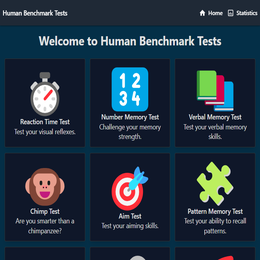 Human Benchmark Tests
Home
Statistics
Welcome to Human Benchmark Tests
1 2
3 4
Reaction Time Test
Test your visual reflexes.
Number Memory Test
Challenge your memory
strength.
Verbal Memory Test
Test your verbal memory
skills.
Chimp Test
Are you smarter than a
chimpanzee?
Aim Test
Test your aiming skills.
Pattern Memory Test
Test your ability to recall
patterns.